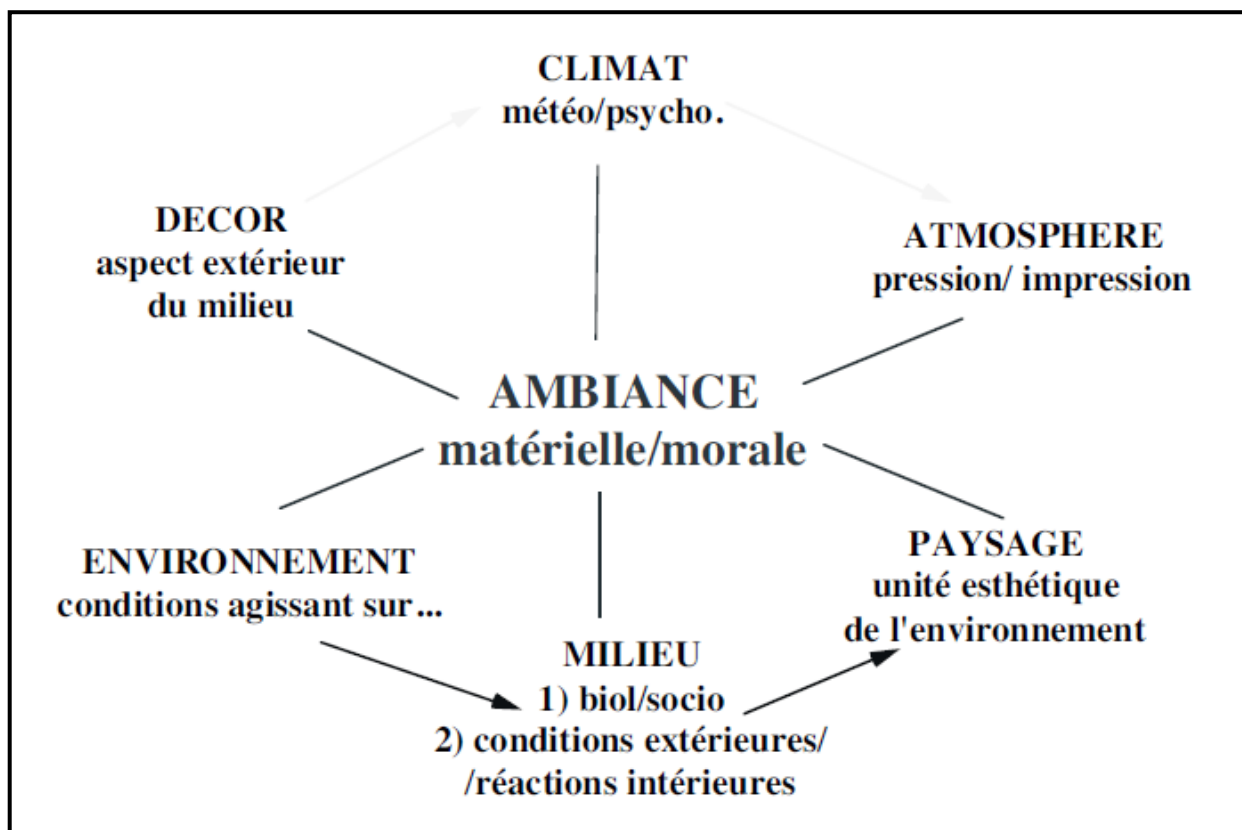 CLIMAT
météo/psycho.
DECOR
aspect extérieur
du milieu
ATMOSPHERE
pression/ impression
AMBIANCE
matérielle/morale
ENVIRONNEMENT
conditions agissant sur...
PAYSAGE
unité esthétique
de l'environnement
MILIEU
1) biol/socio
2) conditions extérieures/
/réactions intérieures